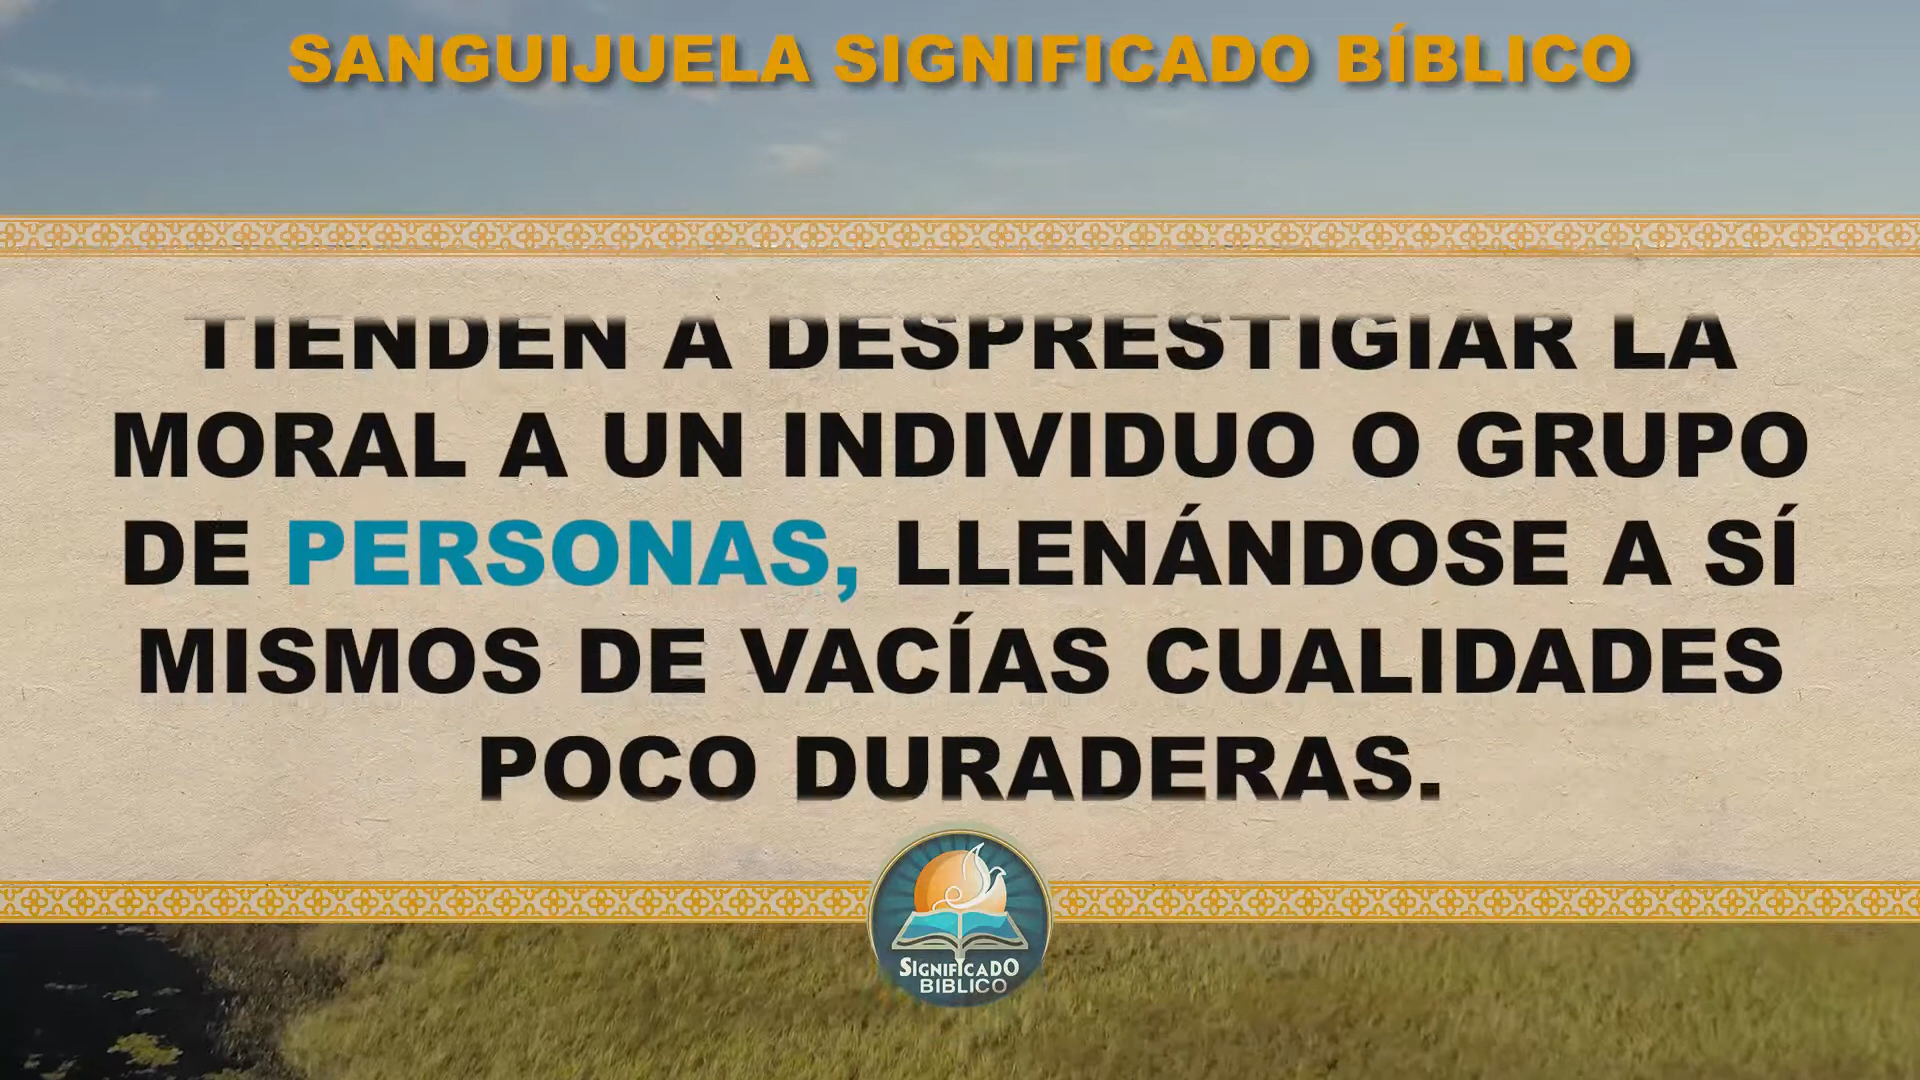 SANGUIJUELA SIGNIFICADO BÍBLICO
TIENDEN A DESPRESTIGIAR LA
MORAL A UN INDIVIDUO O GRUPO
DE PERSONAS, LLENÁNDOSE A SÍ
MISMOS DE VACÍAS CUALIDADES
POCO DURADERAS.
SIGNIFICADO
BIBLICO